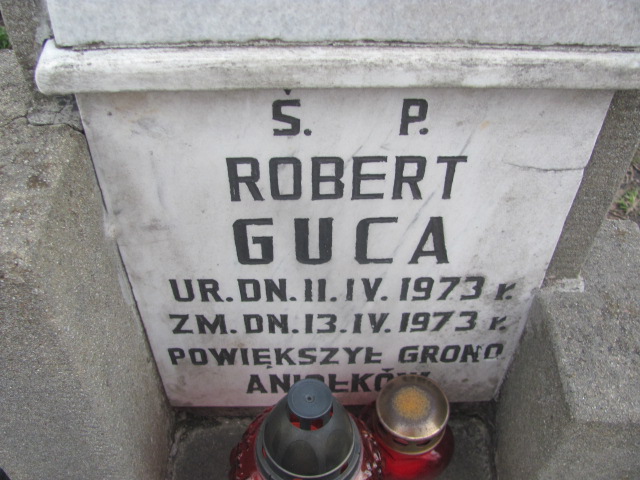 Ś. P.
ROBERT
GUCA
UR. DN. 11. IV. 1973 r.
ZM. DN. 13. IV. 1973 r.
POWIĘKSZYŁ GRONO
ANIOŁKÓW